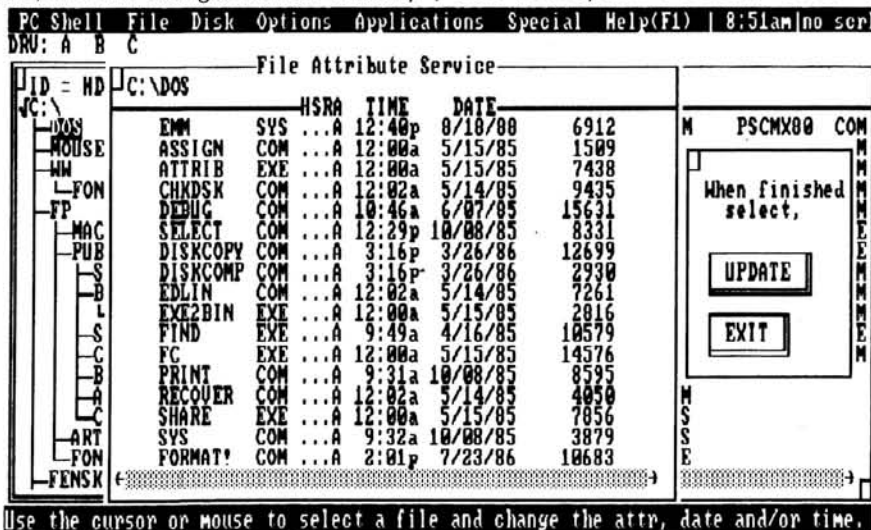 PC Shell File Disk Options Applications Special Help(F1) | 8:51am|no scr
DRV: A B C
File Attribute Service
ID = HD
C:\DOS
√C:\
HSRA TIME DATE
DOS
EMM SYS ...A 12:40p 8/18/88 6912
M PSCMX80 COM
MOUSE
ASSIGN COM ...A 12:00a 5/15/85 1509
M
WW
ATTRIB EXE ...A 12:00a 5/15/85 7438
M
FON
CHKDSK COM ...A 12:02a 5/14/85 9435
When finished
M
FP
DEBUG COM ...A 10:46a 6/07/85 15631
select,
M
MAC
SELECT COM ...A 12:29p 10/08/85 8331
E
PUB
DISKCOPY COM ...A 3:16p 3/26/86 12699
E
S
DISKCOMP COM ...A 3:16p 3/26/86 2930
UPDATE
M
B
EDLIN COM ...A 12:02a 5/14/85 7261
M
L
EXE2BIN EXE ...A 12:00a 5/15/85 2816
M
S
FIND EXE ...A 9:49a 4/16/85 10579
EXIT
E
C
FC EXE ...A 12:00a 5/15/85 14576
M
B
PRINT COM ...A 9:31a 10/08/85 8595
A
RECOVER COM ...A 12:02a 5/14/85 4050
M
C
SHARE EXE ...A 12:00a 5/15/85 7856
S
ART
SYS COM ...A 9:32a 10/08/85 3879
S
FON
FORMAT! COM ...A 2:01p 7/23/86 10683
E
FENSK
Use the cursor or mouse to select a file and change the attr, date and/or time.